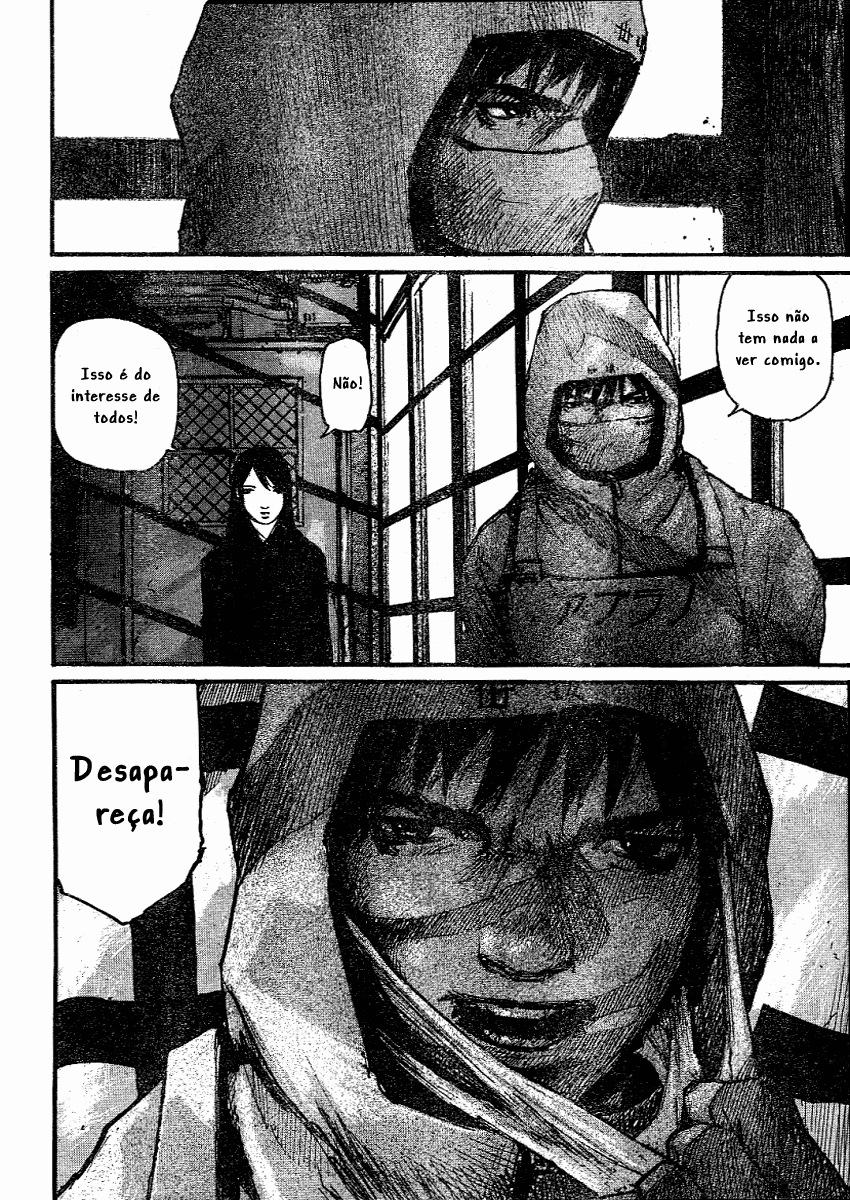 Isso não
tem nada a
ver comigo.
Não!
Isso é do
interesse de
todos!
Desapa-
reça!